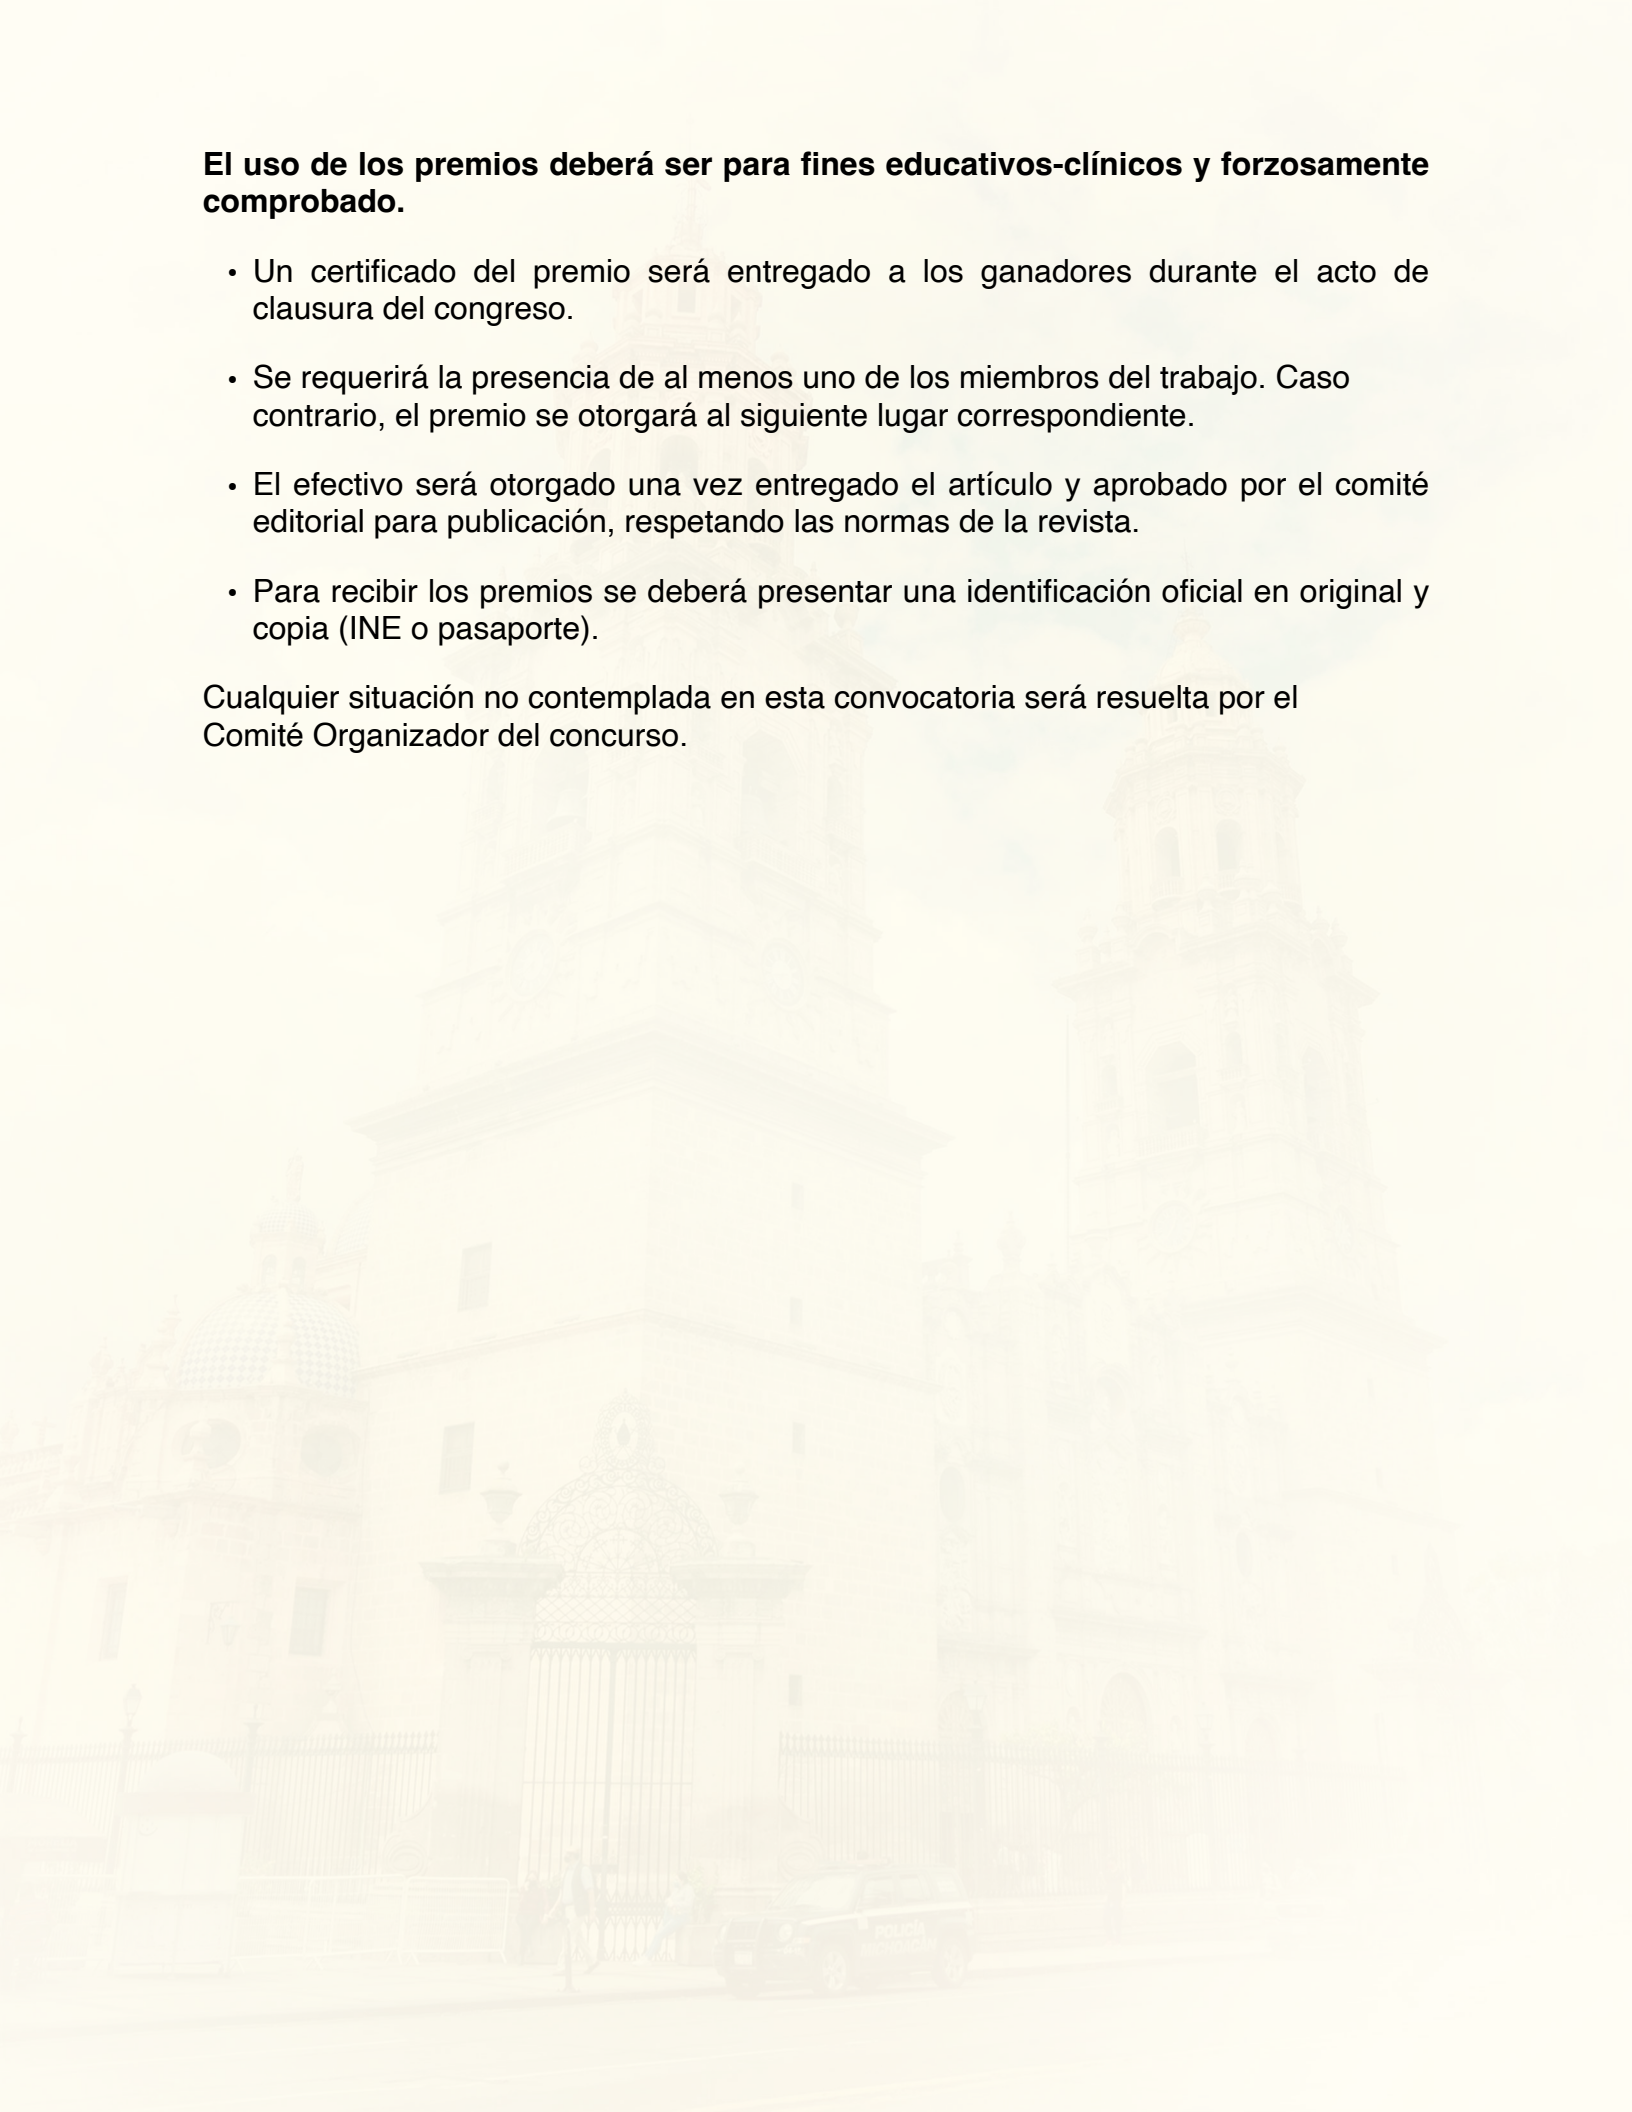 El uso de los premios deberá ser para fines educativos-clínicos y forzosamente
comprobado.
• Un certificado del premio será entregado a los ganadores durante el acto de
clausura del congreso.
• Se requerirá la presencia de al menos uno de los miembros del trabajo. Caso
contrario, el premio se otorgará al siguiente lugar correspondiente.
• El efectivo será otorgado una vez entregado el artículo y aprobado por el comité
editorial para publicación, respetando las normas de la revista.
• Para recibir los premios se deberá presentar una identificación oficial en original y
copia (INE o pasaporte).
Cualquier situación no contemplada en esta convocatoria será resuelta por el
Comité Organizador del concurso.
POLICÍA
MICHOACÁN